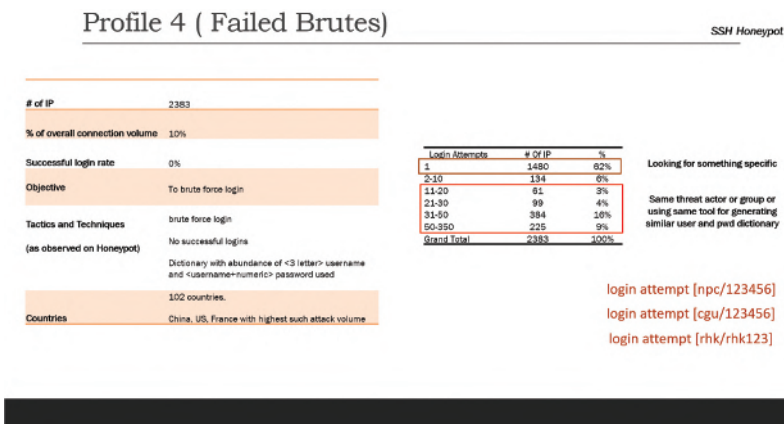 Profile 4 ( Failed Brutes)
SSH Honeypot
# of IP 2383
% of overall connection volume 10%
Successful login rate 0%
Objective To brute force login
Tactics and Techniques
(as observed on Honeypot)
brute force login
No successful logins
Dictionary with abundance of <3 letter> username
and <username+numeric> password used
Countries
102 countries.
China, US, France with highest such attack volume
Login Attempts # Of IP %
1 1480 62%
2-10 134 6%
11-20 61 3%
21-30 99 4%
31-50 384 16%
50-350 225 9%
Grand Total 2383 100%
Looking for something specific
Same threat actor or group or
using same tool for generating
similar user and pwd dictionary
login attempt [npc/123456]
login attempt [cgu/123456]
login attempt [rhk/rhk123]